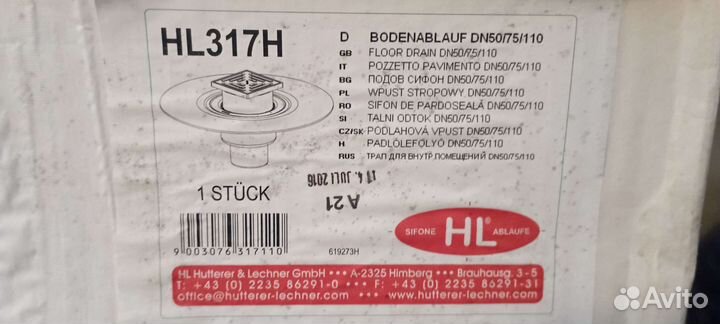 HL317H
D BODENABLAUF DN50/75/110
GB FLOOR DRAIN DN50/75/110
IT POZZETTO PAVIMENTO DN50/75/110
BG ПОДОВ СИФОН DN50/75/110
PL WPUST STROPOWY DN50/75/110
RO SIFON DE PARDOSEALĂ DN50/75/110
SI TALNI ODTOK DN50/75/110
CZ/SK PODLAHOVÁ VPUST DN50/75/110
H PADLÓLEFOLYÓ DN50/75/110
RUS ТРАП ДЛЯ ВНУТР. ПОМЕЩЕНИЙ DN50/75/110
1 STÜCK
JULI 2016
A 21
9 003076 317110
619273H
SIFONE HL® ABLÄUFE
HL Hutterer & Lechner GmbH ••• A-2325 Himberg ••• Brauhausg. 3 - 5
T: +43 (0) 2235 86291-0 ••• F: +43 (0) 2235 86291-31
office@hutterer-lechner.com ••• www.hutterer-lechner.com
Avito